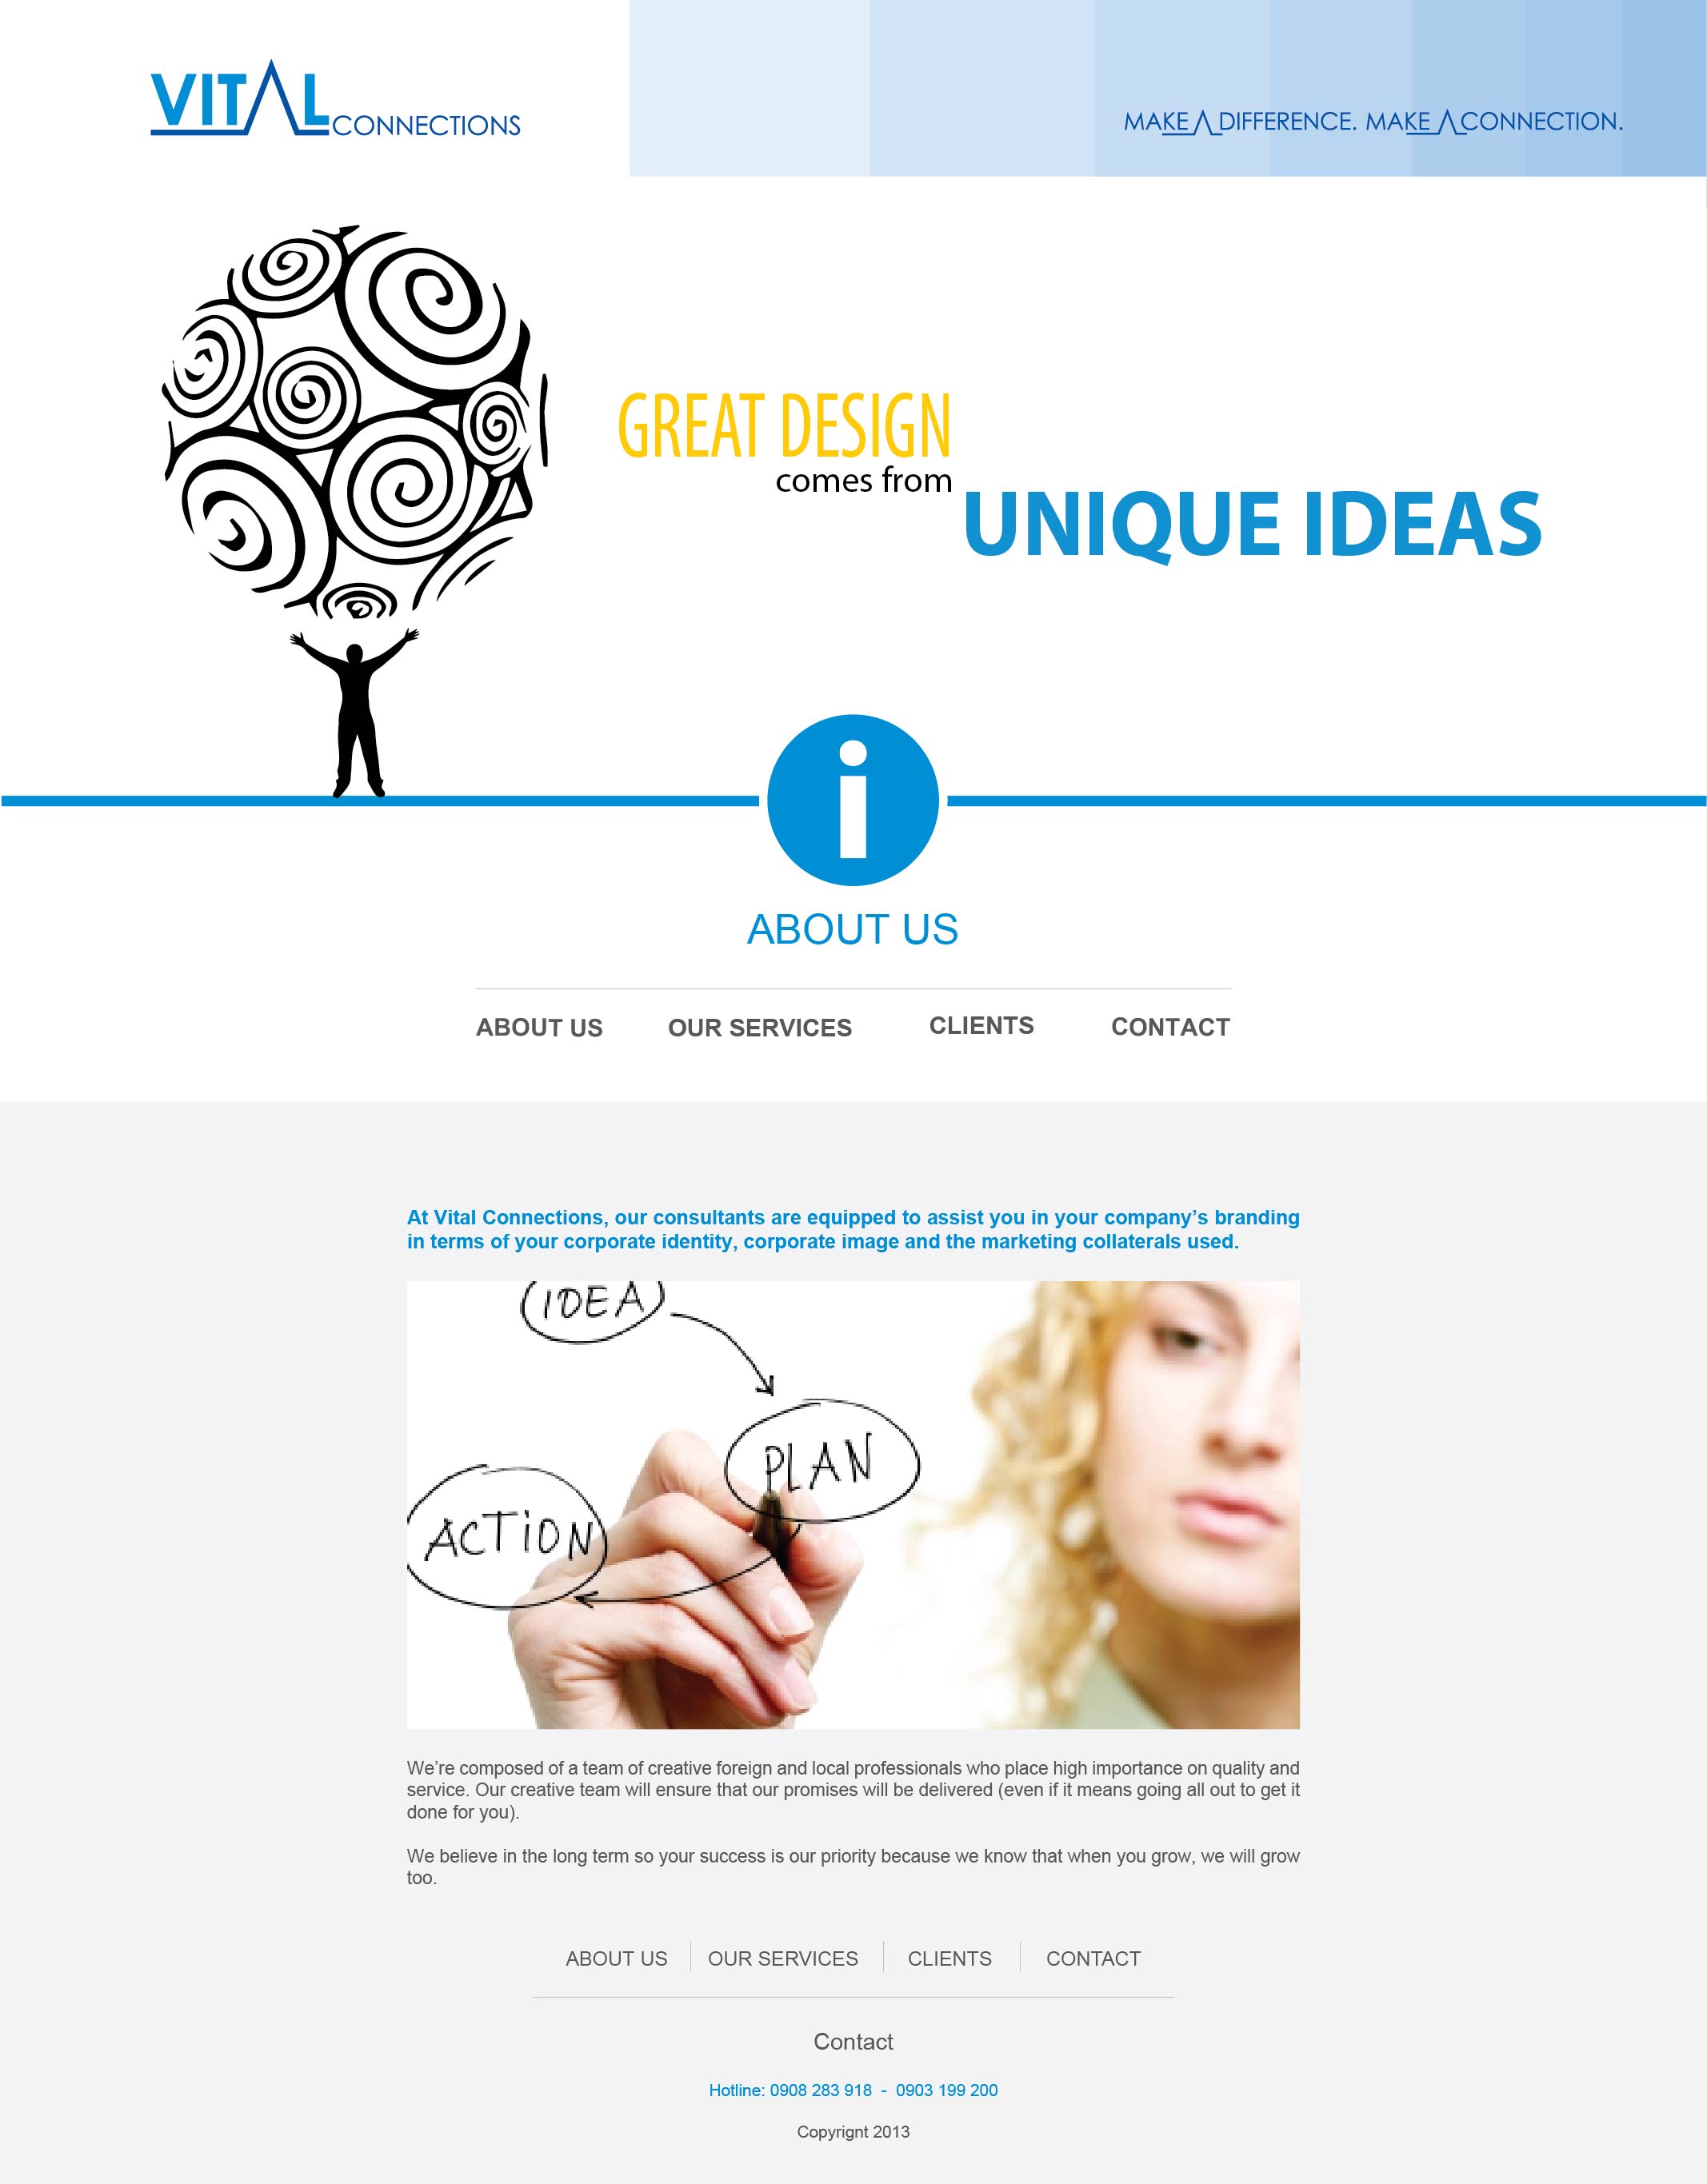 VITAL CONNECTIONS
MAKE A DIFFERENCE. MAKE A CONNECTION.
GREAT DESIGN
comes from
UNIQUE IDEAS
i
ABOUT US
ABOUT US OUR SERVICES CLIENTS CONTACT
At Vital Connections, our consultants are equipped to assist you in your company’s branding
in terms of your corporate identity, corporate image and the marketing collaterals used.
IDEA
PLAN
ACTION
We’re composed of a team of creative foreign and local professionals who place high importance on quality and
service. Our creative team will ensure that our promises will be delivered (even if it means going all out to get it
done for you).
We believe in the long term so your success is our priority because we know that when you grow, we will grow
too.
ABOUT US OUR SERVICES CLIENTS CONTACT
Contact
Hotline: 0908 283 918 - 0903 199 200
Copyrignt 2013